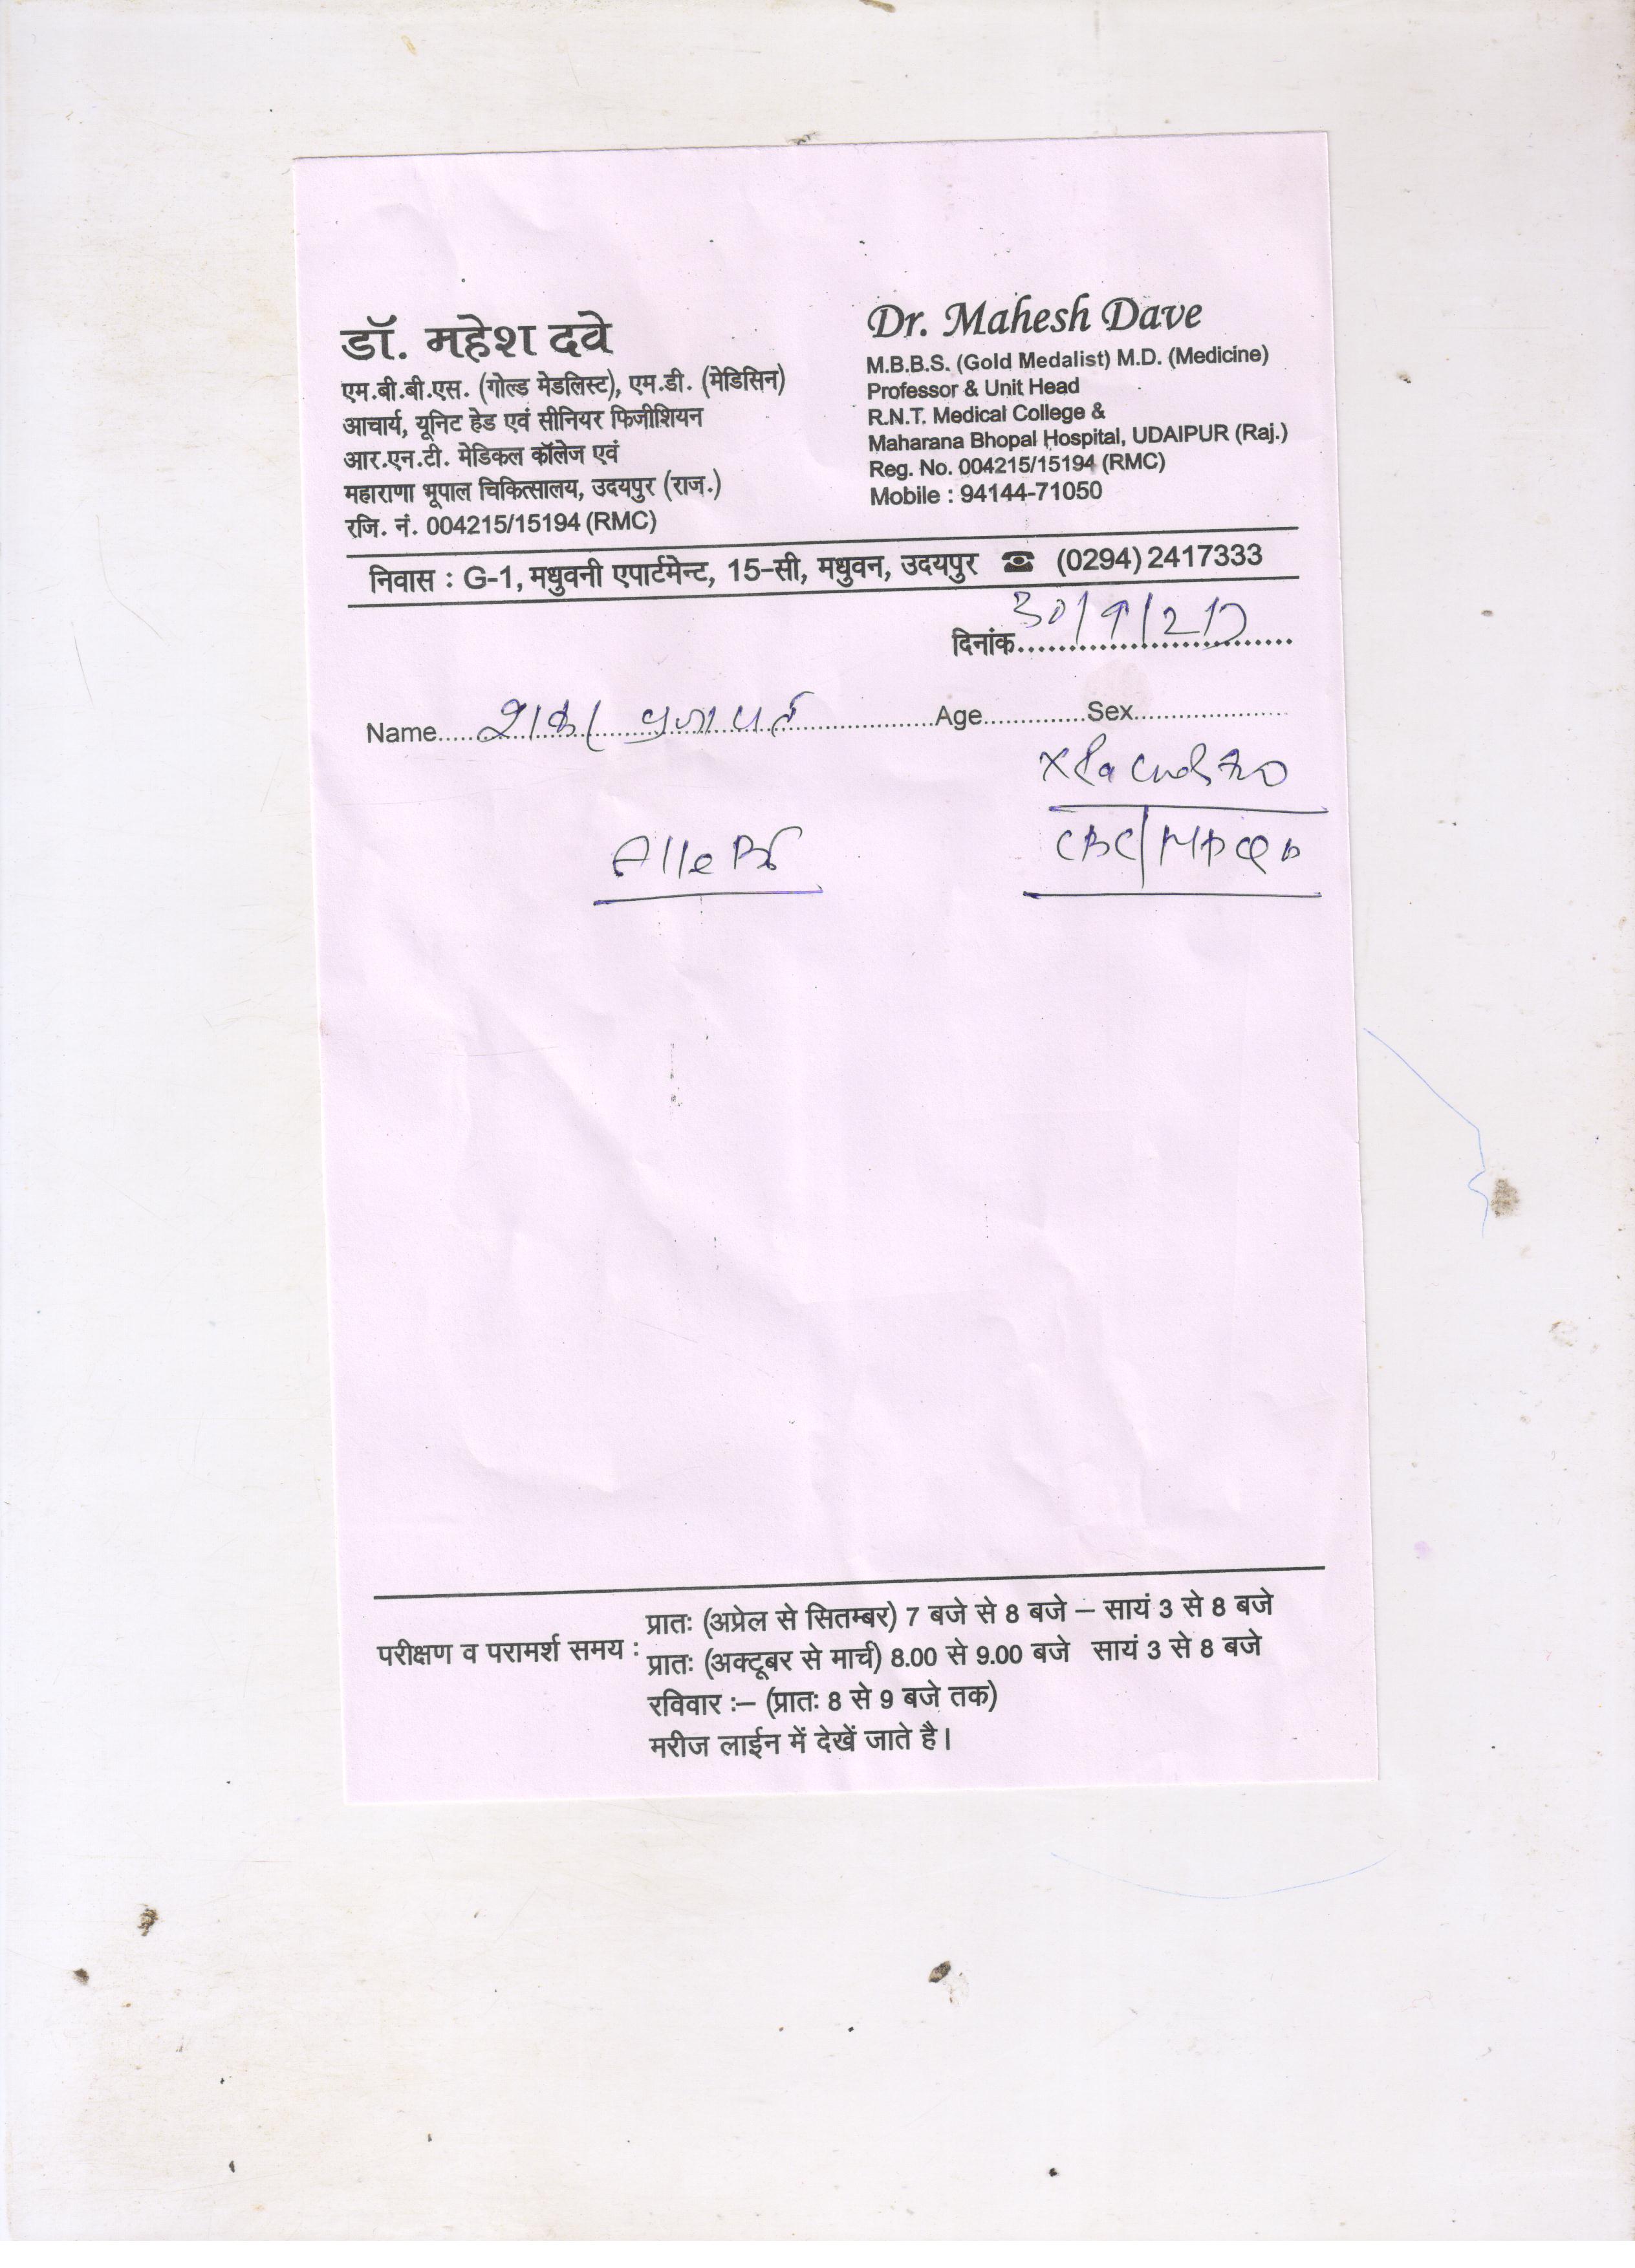 डॉ. महेश दवे
एम.बी.बी.एस. (गोल्ड मेडलिस्ट), एम.डी. (मेडिसिन)
आचार्य, यूनिट हेड एवं सीनियर फिजीशियन
आर.एन.टी. मेडिकल कॉलेज एवं
महाराणा भूपाल चिकित्सालय, उदयपुर (राज.)
रजि. नं. 004215/15194 (RMC)
Dr. Mahesh Dave
M.B.B.S. (Gold Medalist) M.D. (Medicine)
Professor & Unit Head
R.N.T. Medical College &
Maharana Bhopal Hospital, UDAIPUR (Raj.)
Reg. No. 004215/15194 (RMC)
Mobile : 94144-71050
निवास : G-1, मधुवनी एपार्टमेन्ट, 15-सी, मधुवन, उदयपुर ☎ (0294) 2417333
दिनांक
Name Age Sex
CBC
परीक्षण व परामर्श समय : प्रातः (अप्रेल से सितम्बर) 7 बजे से 8 बजे – सायं 3 से 8 बजे
प्रातः (अक्टूबर से मार्च) 8.00 से 9.00 बजे सायं 3 से 8 बजे
रविवार :– (प्रातः 8 से 9 बजे तक)
मरीज लाईन में देखें जाते है।